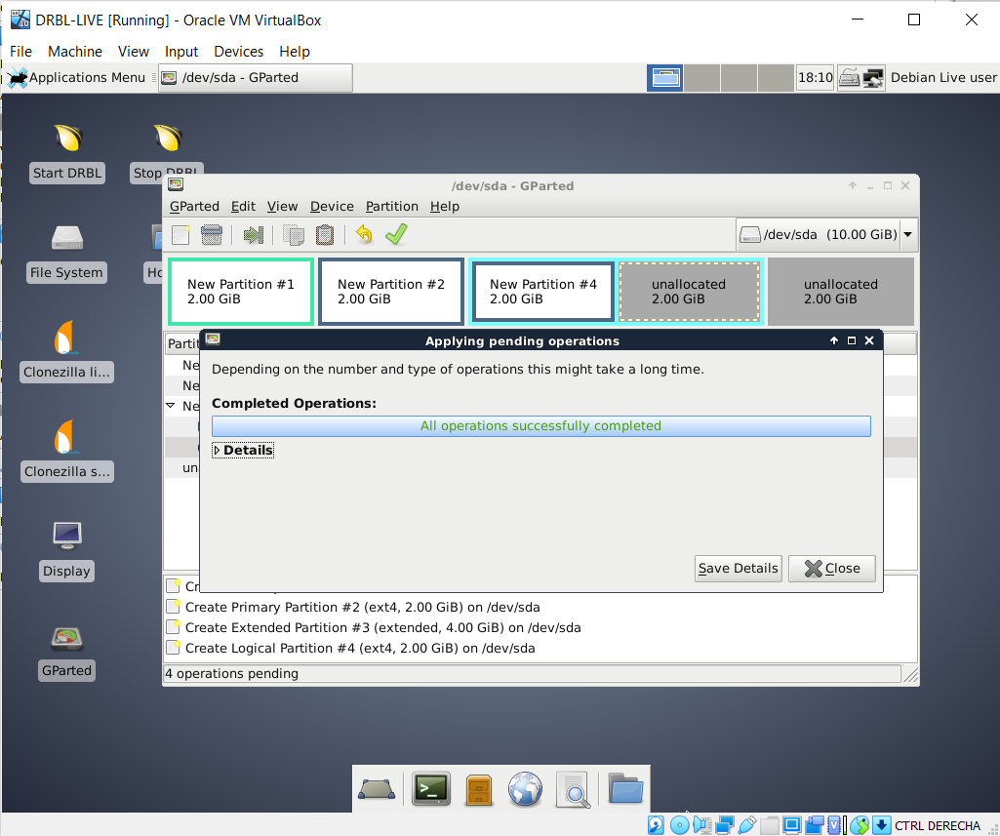 DRBL-LIVE [Running] - Oracle VM VirtualBox
File Machine View Input Devices Help
Applications Menu
/dev/sda - GParted
18:10
Debian Live user
Start DRBL
Stop DRBL
File System
Ho
Clonezilla li...
Clonezilla s...
Display
GParted
/dev/sda - GParted
GParted Edit View Device Partition Help
/dev/sda (10.00 GiB)
New Partition #1
2.00 GiB
New Partition #2
2.00 GiB
New Partition #4
2.00 GiB
unallocated
2.00 GiB
unallocated
2.00 GiB
Partit
Ne
Ne
Ne
un
Applying pending operations
Depending on the number and type of operations this might take a long time.
Completed Operations:
All operations successfully completed
Details
Save Details
Close
Cr
Create Primary Partition #2 (ext4, 2.00 GiB) on /dev/sda
Create Extended Partition #3 (extended, 4.00 GiB) on /dev/sda
Create Logical Partition #4 (ext4, 2.00 GiB) on /dev/sda
4 operations pending
CTRL DERECHA